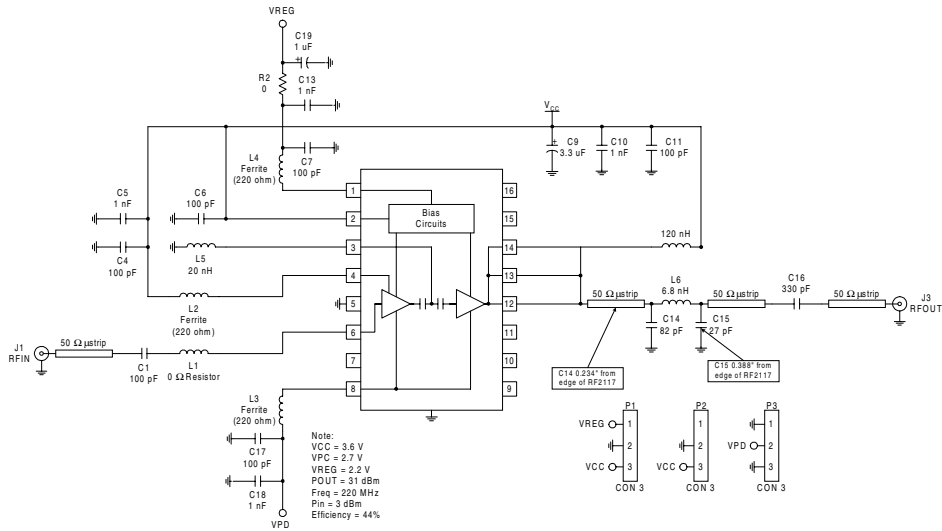 VREG
C19
1 uF
+
R2
0
C13
1 nF
VCC
L4
Ferrite
(220 ohm)
C7
100 pF
+
C9
3.3 uF
C10
1 nF
C11
100 pF
C5
1 nF
C6
100 pF
1
2
3
4
5
6
7
8
Bias
Circuits
16
15
14
13
12
11
10
9
120 nH
C4
100 pF
L5
20 nH
L2
Ferrite
(220 ohm)
50 Ω µstrip
L6
6.8 nH
50 Ω µstrip
C16
330 pF
50 Ω µstrip
J3
RFOUT
C14
82 pF
C15
27 pF
J1
RFIN
50 Ω µstrip
C1
100 pF
L1
0 Ω Resistor
C14 0.234" from
edge of RF2117
C15 0.388" from
edge of RF2117
L3
Ferrite
(220 ohm)
C17
100 pF
C18
1 nF
VPD
Note:
VCC = 3.6 V
VPC = 2.7 V
VREG = 2.2 V
POUT = 31 dBm
Freq = 220 MHz
Pin = 3 dBm
Efficiency = 44%
P1
VREG 1
2
VCC 3
CON 3
P2
1
2
VCC 3
CON 3
P3
1
VPD 2
3
CON 3